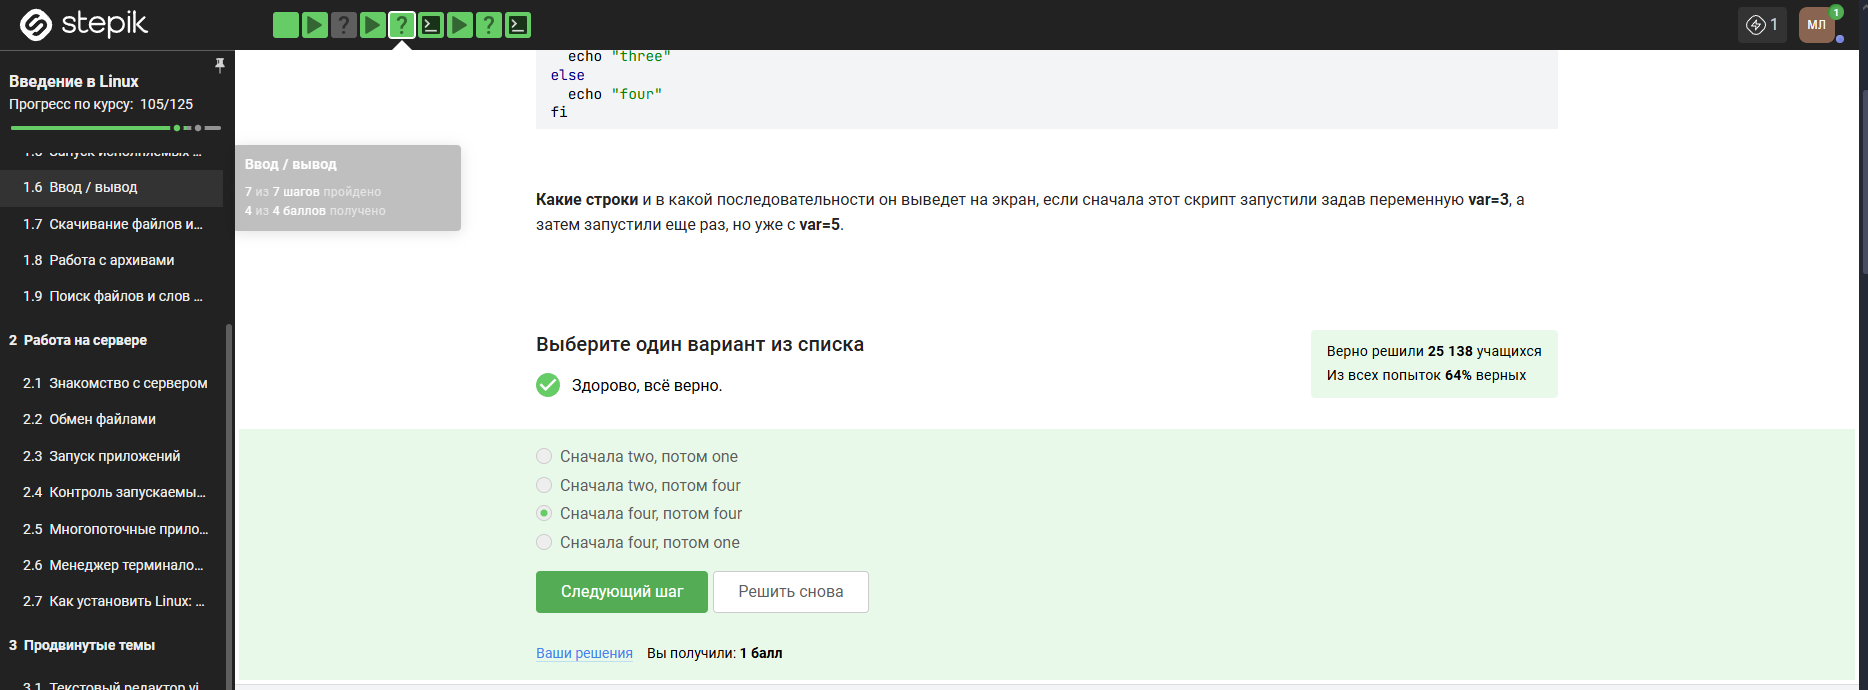 stepik
1
МЛ
1
Введение в Linux
Прогресс по курсу: 105/125
1.6 Ввод / вывод
1.7 Скачивание файлов и...
1.8 Работа с архивами
1.9 Поиск файлов и слов ...
2 Работа на сервере
2.1 Знакомство с сервером
2.2 Обмен файлами
2.3 Запуск приложений
2.4 Контроль запускаемы...
2.5 Многопоточные прило...
2.6 Менеджер терминало...
2.7 Как установить Linux: ...
3 Продвинутые темы
3.1 Текстовый редактор vi
Ввод / вывод
7 из 7 шагов пройдено
4 из 4 баллов получено
echo "three"
else
echo "four"
fi
Какие строки и в какой последовательности он выведет на экран, если сначала этот скрипт запустили задав переменную var=3, а
затем запустили еще раз, но уже с var=5.
Выберите один вариант из списка
Здорово, всё верно.
Верно решили 25 138 учащихся
Из всех попыток 64% верных
Сначала two, потом one
Сначала two, потом four
Сначала four, потом four
Сначала four, потом one
Следующий шаг
Решить снова
Ваши решения Вы получили: 1 балл